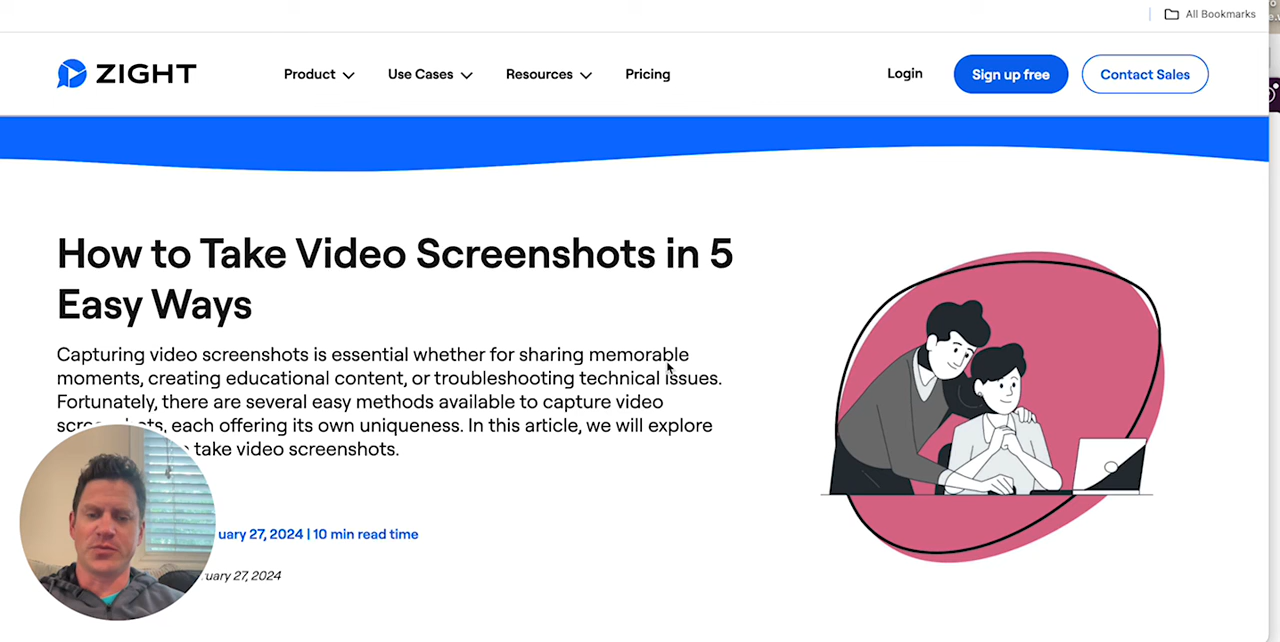 All Bookmarks
ZIGHT
Product
Use Cases
Resources
Pricing
Login
Sign up free
Contact Sales
How to Take Video Screenshots in 5
Easy Ways
Capturing video screenshots is essential whether for sharing memorable
moments, creating educational content, or troubleshooting technical issues.
Fortunately, there are several easy methods available to capture video
each offering its own uniqueness. In this article, we will explore
take video screenshots.
27, 2024 | 10 min read time
27, 2024